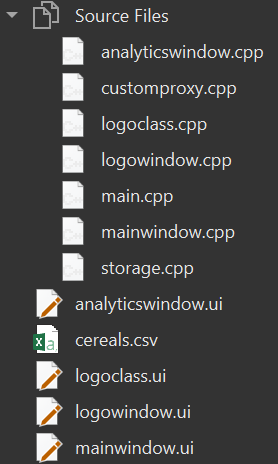 Source Files
analyticswindow.cpp
customproxy.cpp
logoclass.cpp
logowindow.cpp
main.cpp
mainwindow.cpp
storage.cpp
analyticswindow.ui
cereals.csv
logoclass.ui
logowindow.ui
mainwindow.ui